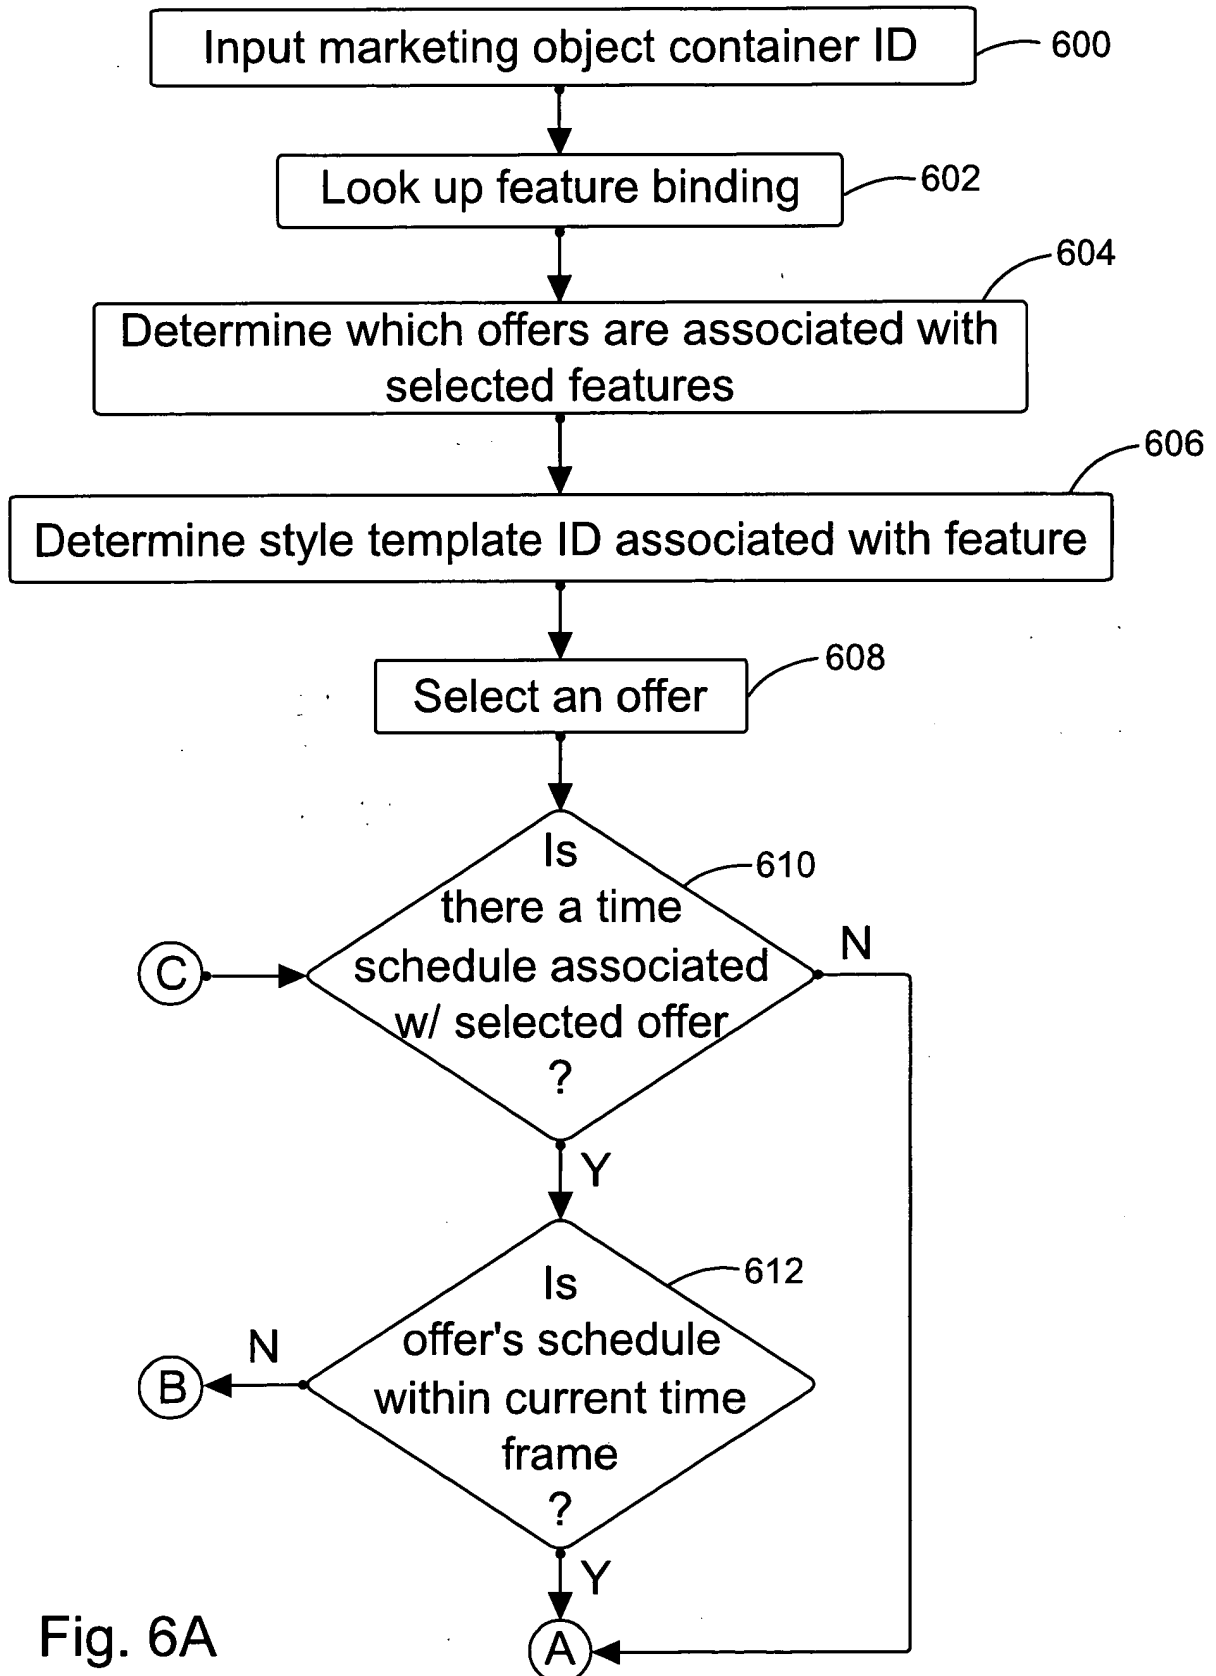 Input marketing object container ID
600
Look up feature binding
602
604
Determine which offers are associated with
selected features
606
Determine style template ID associated with feature
608
Select an offer
Is
610
there a time
N
C
schedule associated
w/ selected offer
?
Y
Is
612
offer's schedule
N
B
within current time
frame
?
Y
Fig. 6A
A